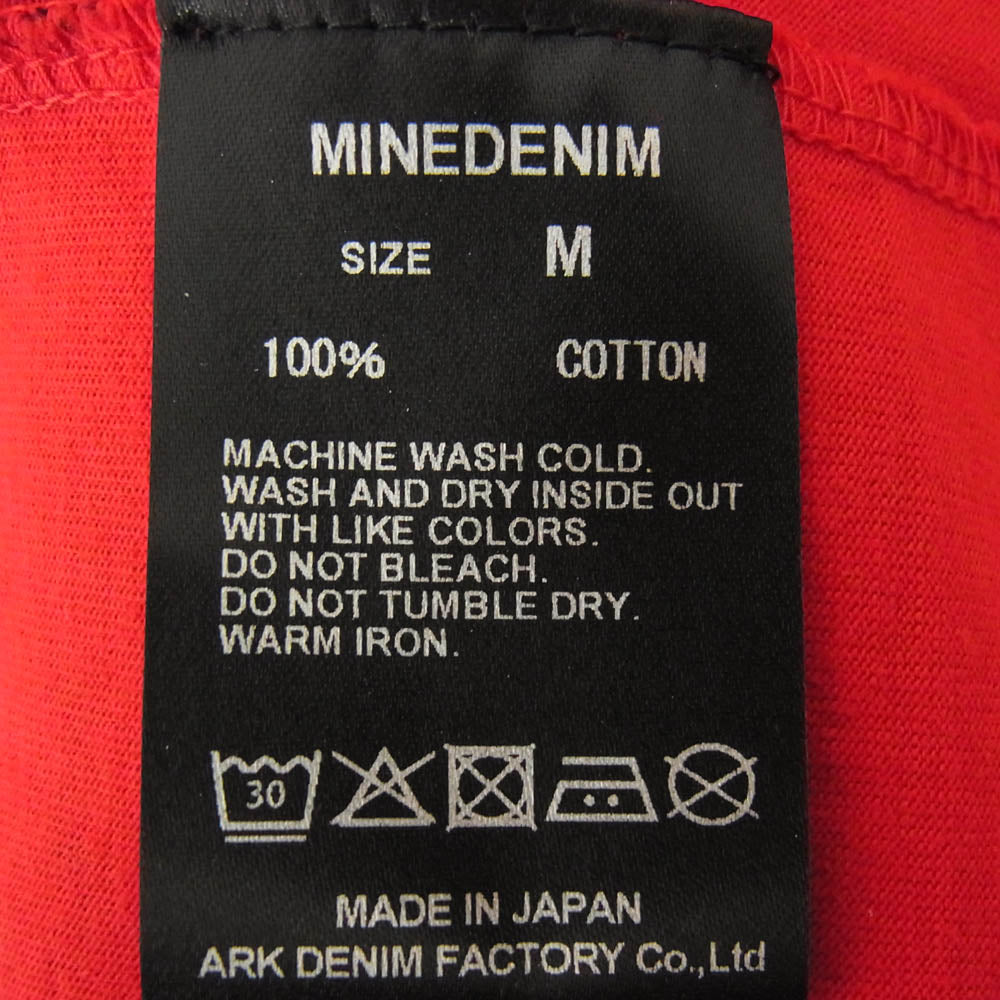 MINEDENIM
SIZE M
100% COTTON
MACHINE WASH COLD.
WASH AND DRY INSIDE OUT
WITH LIKE COLORS.
DO NOT BLEACH.
DO NOT TUMBLE DRY.
WARM IRON.
30
MADE IN JAPAN
ARK DENIM FACTORY Co.,Ltd